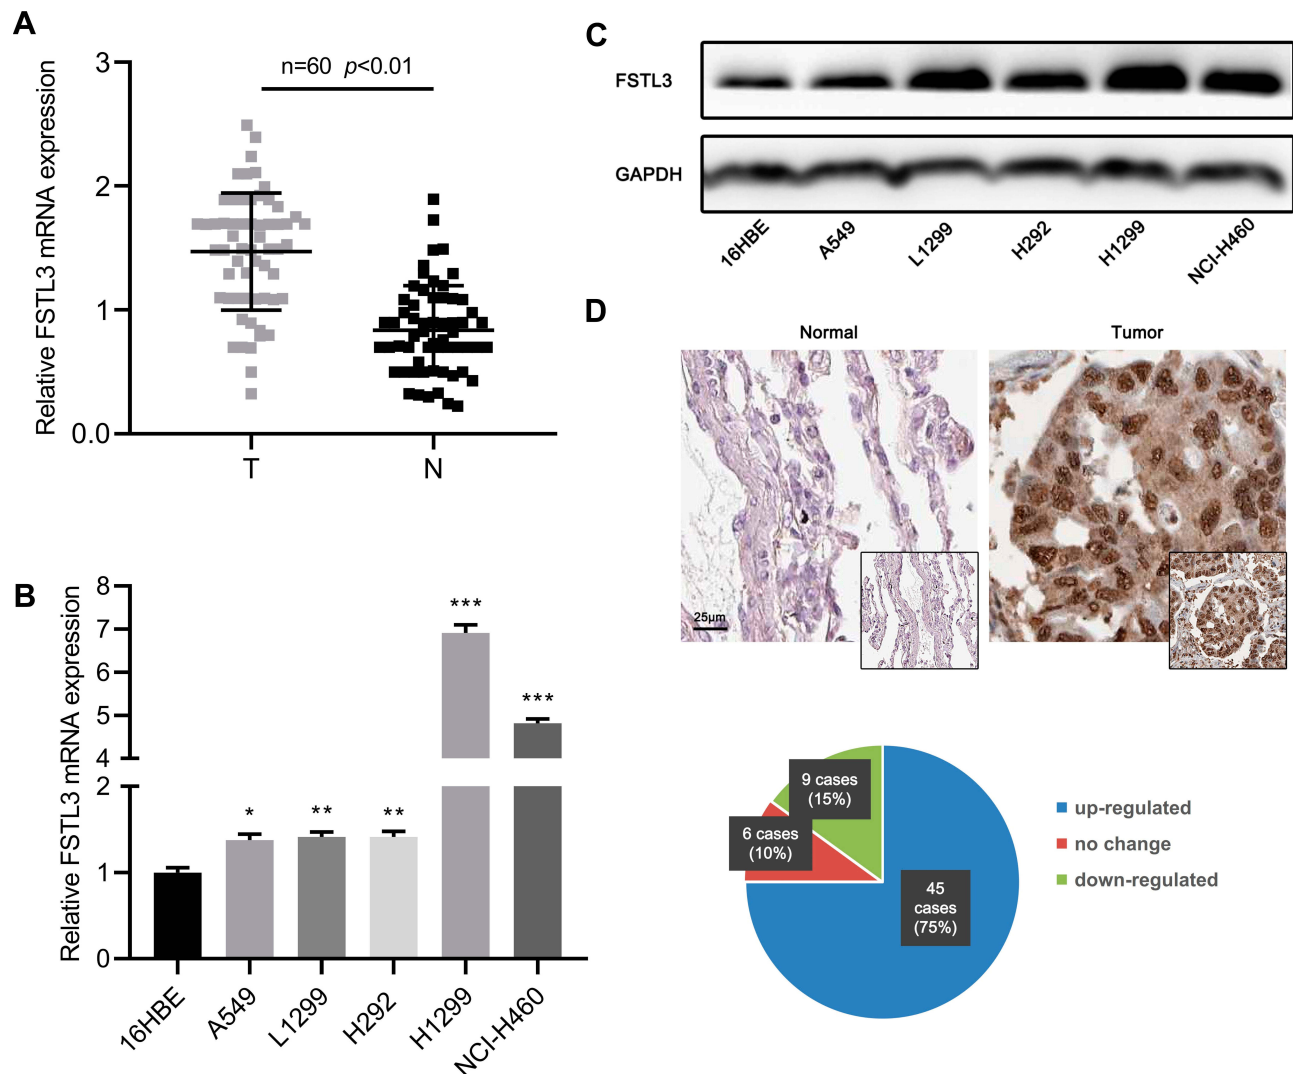 A
Relative FSTL3 mRNA expression
3
2
1
0.0
n=60 p<0.01
T
N
B
Relative FSTL3 mRNA expression
8
7
6
5
4
2
1
0
*
**
**
***
***
16HBE
A549
L1299
H292
H1299
NCI-H460
C
FSTL3
GAPDH
16HBE
A549
L1299
H292
H1299
NCI-H460
D
Normal
Tumor
25μm
9 cases
(15%)
6 cases
(10%)
45
cases
(75%)
up-regulated
no change
down-regulated